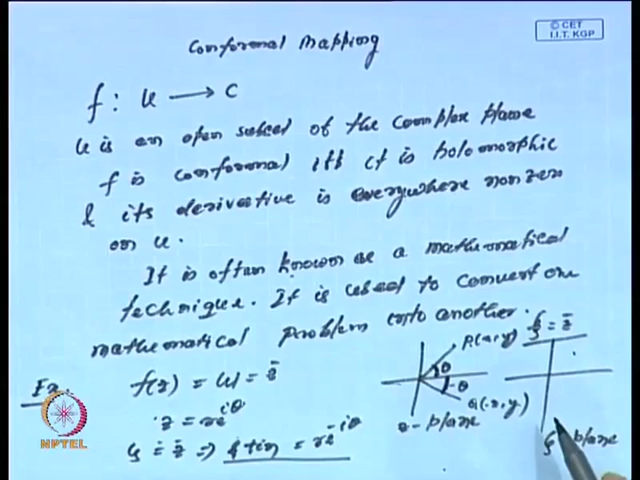 Conformal Mapping
© CET
I.I.T. KGP
f: U → C
U is an open subset of the complex plane
f is conformal iff it is holomorphic
& its derivative is everywhere nonzero
on U.
It is often known as a mathematical
technique. It is used to convert one
mathematical problem into another.
Ex. f(z) = w = z̄
z = re^{iθ}
ζ = z̄ ⇒ ξ + iη = re^{-iθ}
P(x, y)
θ
-θ
Q(x, y)
z-plane
ζ = z̄
ζ plane
NPTEL